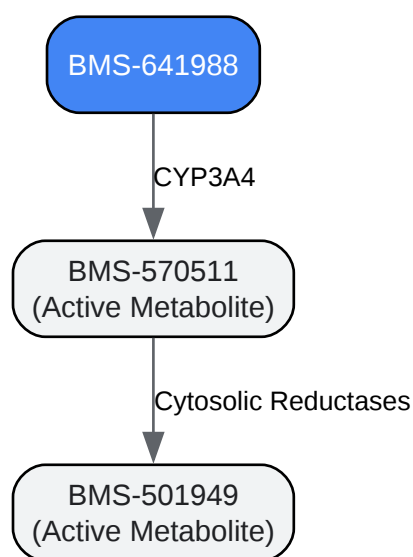 BMS-641988
CYP3A4
BMS-570511
(Active Metabolite)
Cytosolic Reductases
BMS-501949
(Active Metabolite)